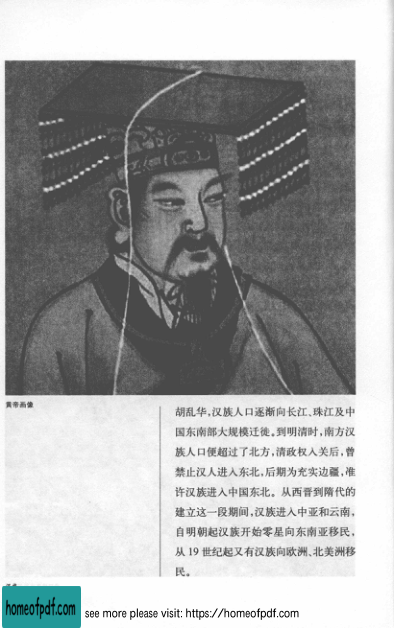 黄帝画像
胡乱华,汉族人口逐渐向长江、珠江及中
国东南部大规模迁徙。到明清时,南方汉
族人口便超过了北方,清政权入关后,曾
禁止汉人进入东北,后期为充实边疆,准
许汉族进入中国东北。从西晋到隋代的
建立这一段期间,汉族进入中亚和云南,
自明朝起汉族开始零星向东南亚移民,
从19世纪起又有汉族向欧洲、北美洲移
民。
homeofpdf.com
see more please visit: https://homeofpdf.com